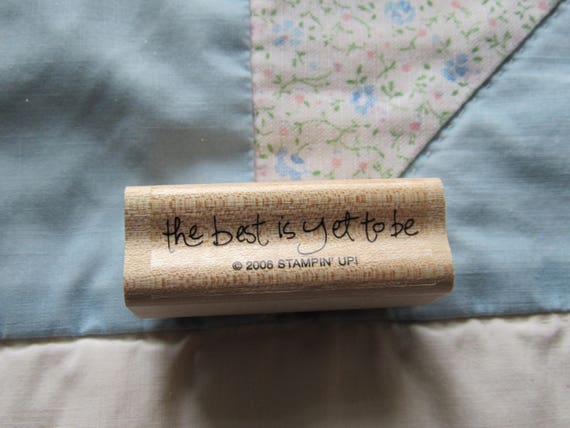 the best is yet to be
© 2006 STAMPIN' UP!